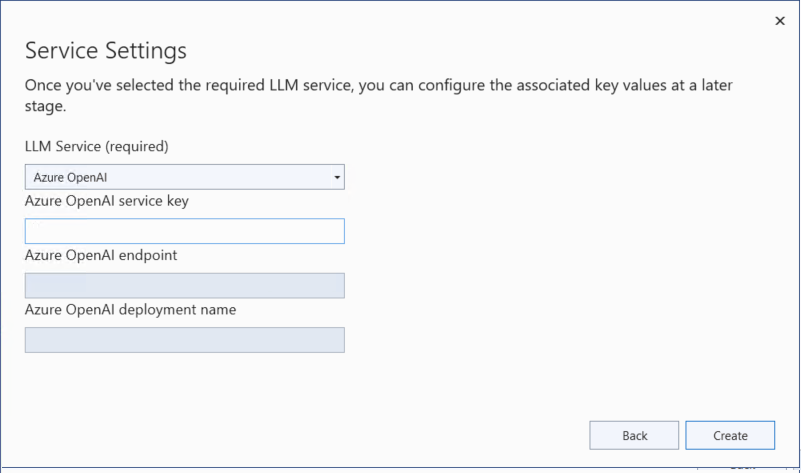 Service Settings
Once you've selected the required LLM service, you can configure the associated key values at a later
stage.
LLM Service (required)
Azure OpenAI
Azure OpenAI service key
Azure OpenAI endpoint
Azure OpenAI deployment name
Back
Create